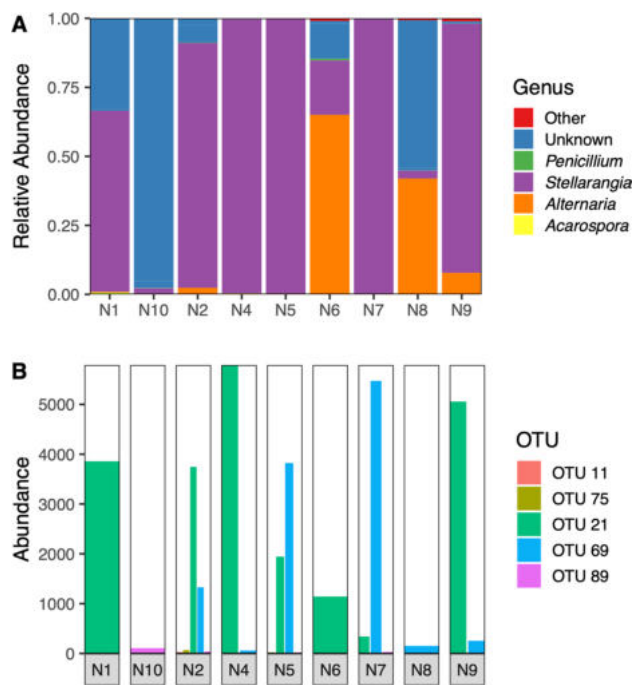 A
Relative Abundance
1.00
0.75
0.50
0.25
0.00
N1 N10 N2 N4 N5 N6 N7 N8 N9
Genus
Other
Unknown
Penicillium
Stellarangia
Alternaria
Acarospora
B
Abundance
5000
4000
3000
2000
1000
0
N1 N10 N2 N4 N5 N6 N7 N8 N9
OTU
OTU 11
OTU 75
OTU 21
OTU 69
OTU 89